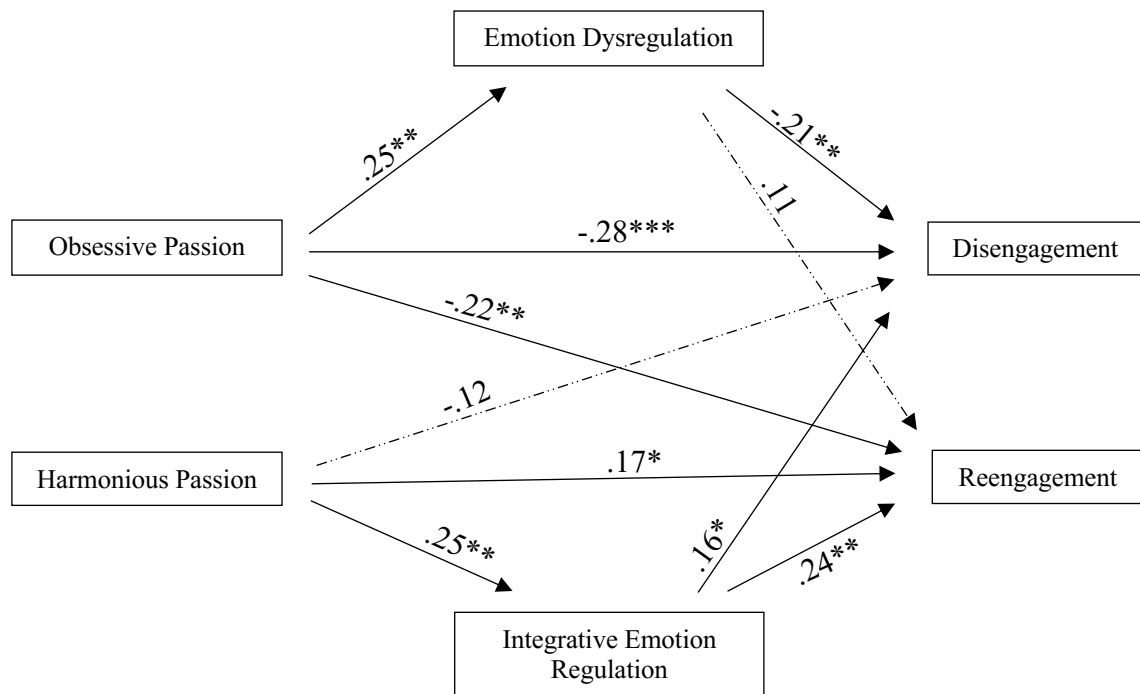 Emotion Dysregulation
.25**
-.21**
.11
Obsessive Passion
-.28***
Disengagement
-.22**
-.12
Harmonious Passion
.17*
Reengagement
.25**
.16*
.24**
Integrative Emotion
Regulation